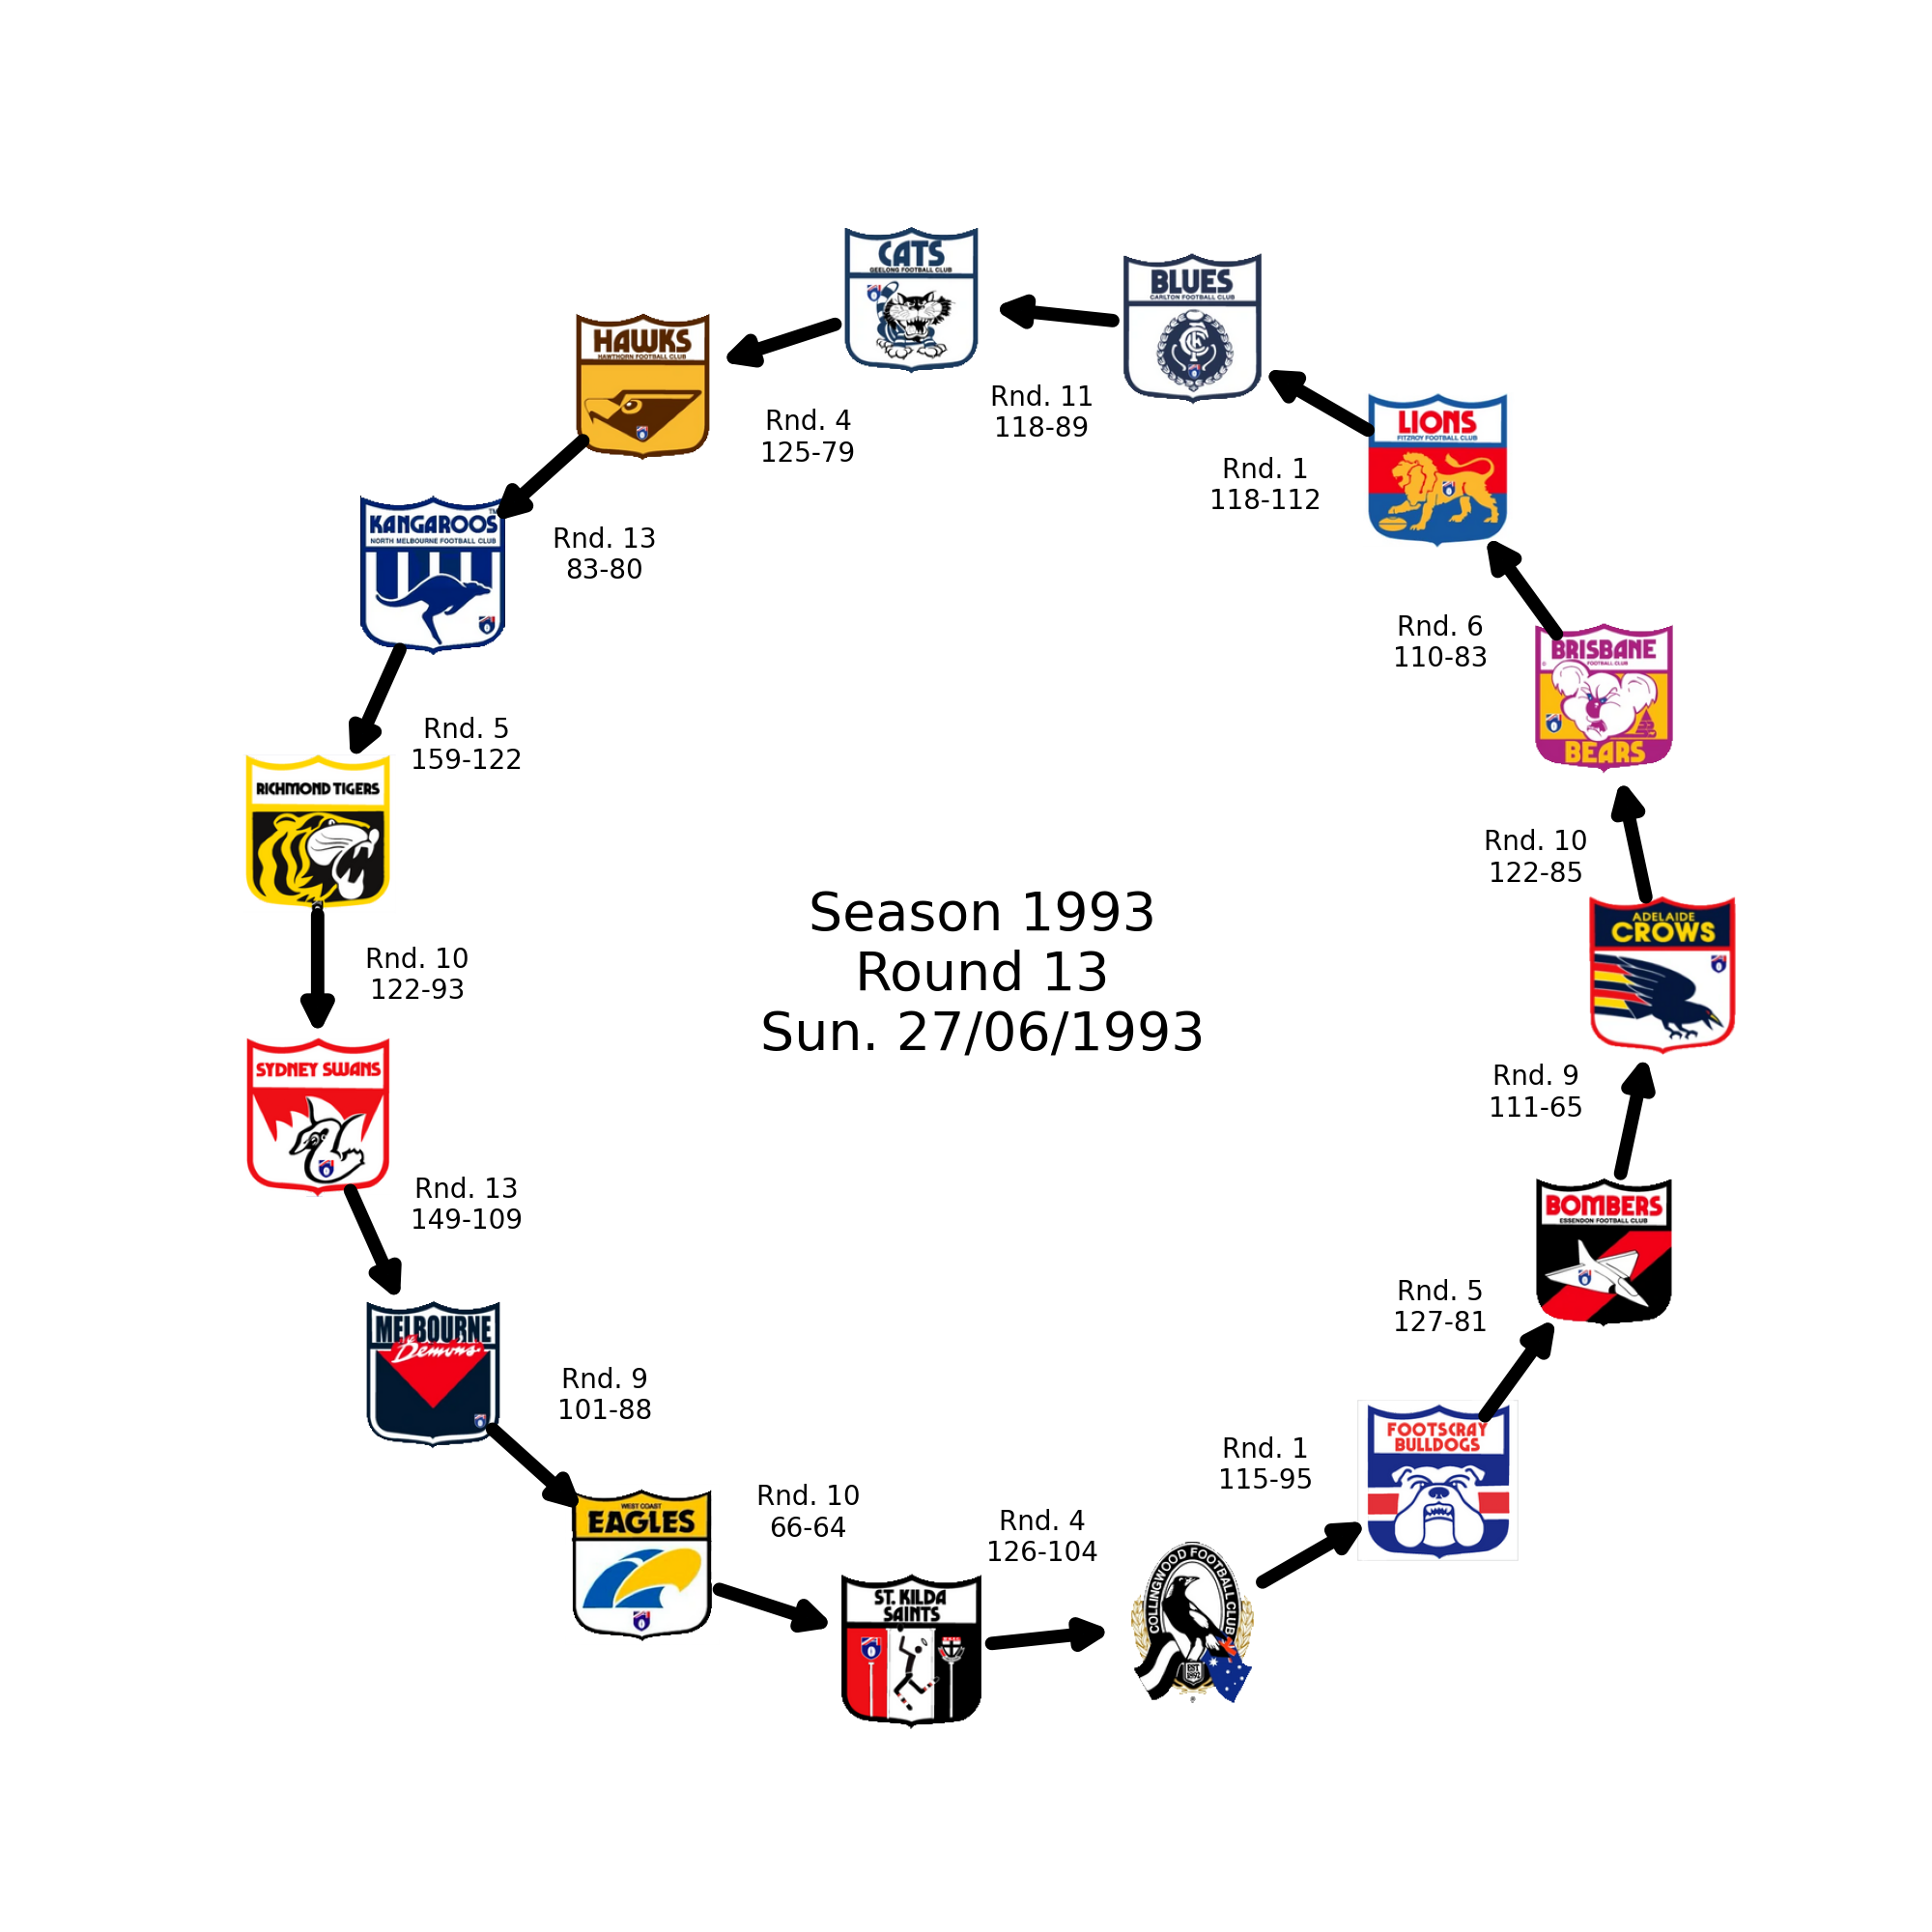 CATS
GEELONG FOOTBALL CLUB
BLUES
CARLTON FOOTBALL CLUB
HAWKS
HAWTHORN FOOTBALL CLUB
Rnd. 11
118-89
Rnd. 4
125-79
LIONS
FITZROY FOOTBALL CLUB
Rnd. 1
118-112
KANGAROOS
TM
NORTH MELBOURNE FOOTBALL CLUB
Rnd. 13
83-80
Rnd. 6
110-83
BRISBANE
FOOTBALL CLUB
BEARS
Rnd. 5
159-122
RICHMOND TIGERS
Rnd. 10
122-85
ADELAIDE
CROWS
Season 1993
Round 13
Sun. 27/06/1993
Rnd. 10
122-93
SYDNEY SWANS
Rnd. 9
111-65
Rnd. 13
149-109
BOMBERS
ESSENDON FOOTBALL CLUB
MELBOURNE
Demons
Rnd. 5
127-81
Rnd. 9
101-88
FOOTSCRAY
BULLDOGS
Rnd. 1
115-95
WEST COAST
EAGLES
Rnd. 10
66-64
Rnd. 4
126-104
COLLINGWOOD FOOTBALL CLUB
EST
1892
®
ST. KILDA
SAINTS